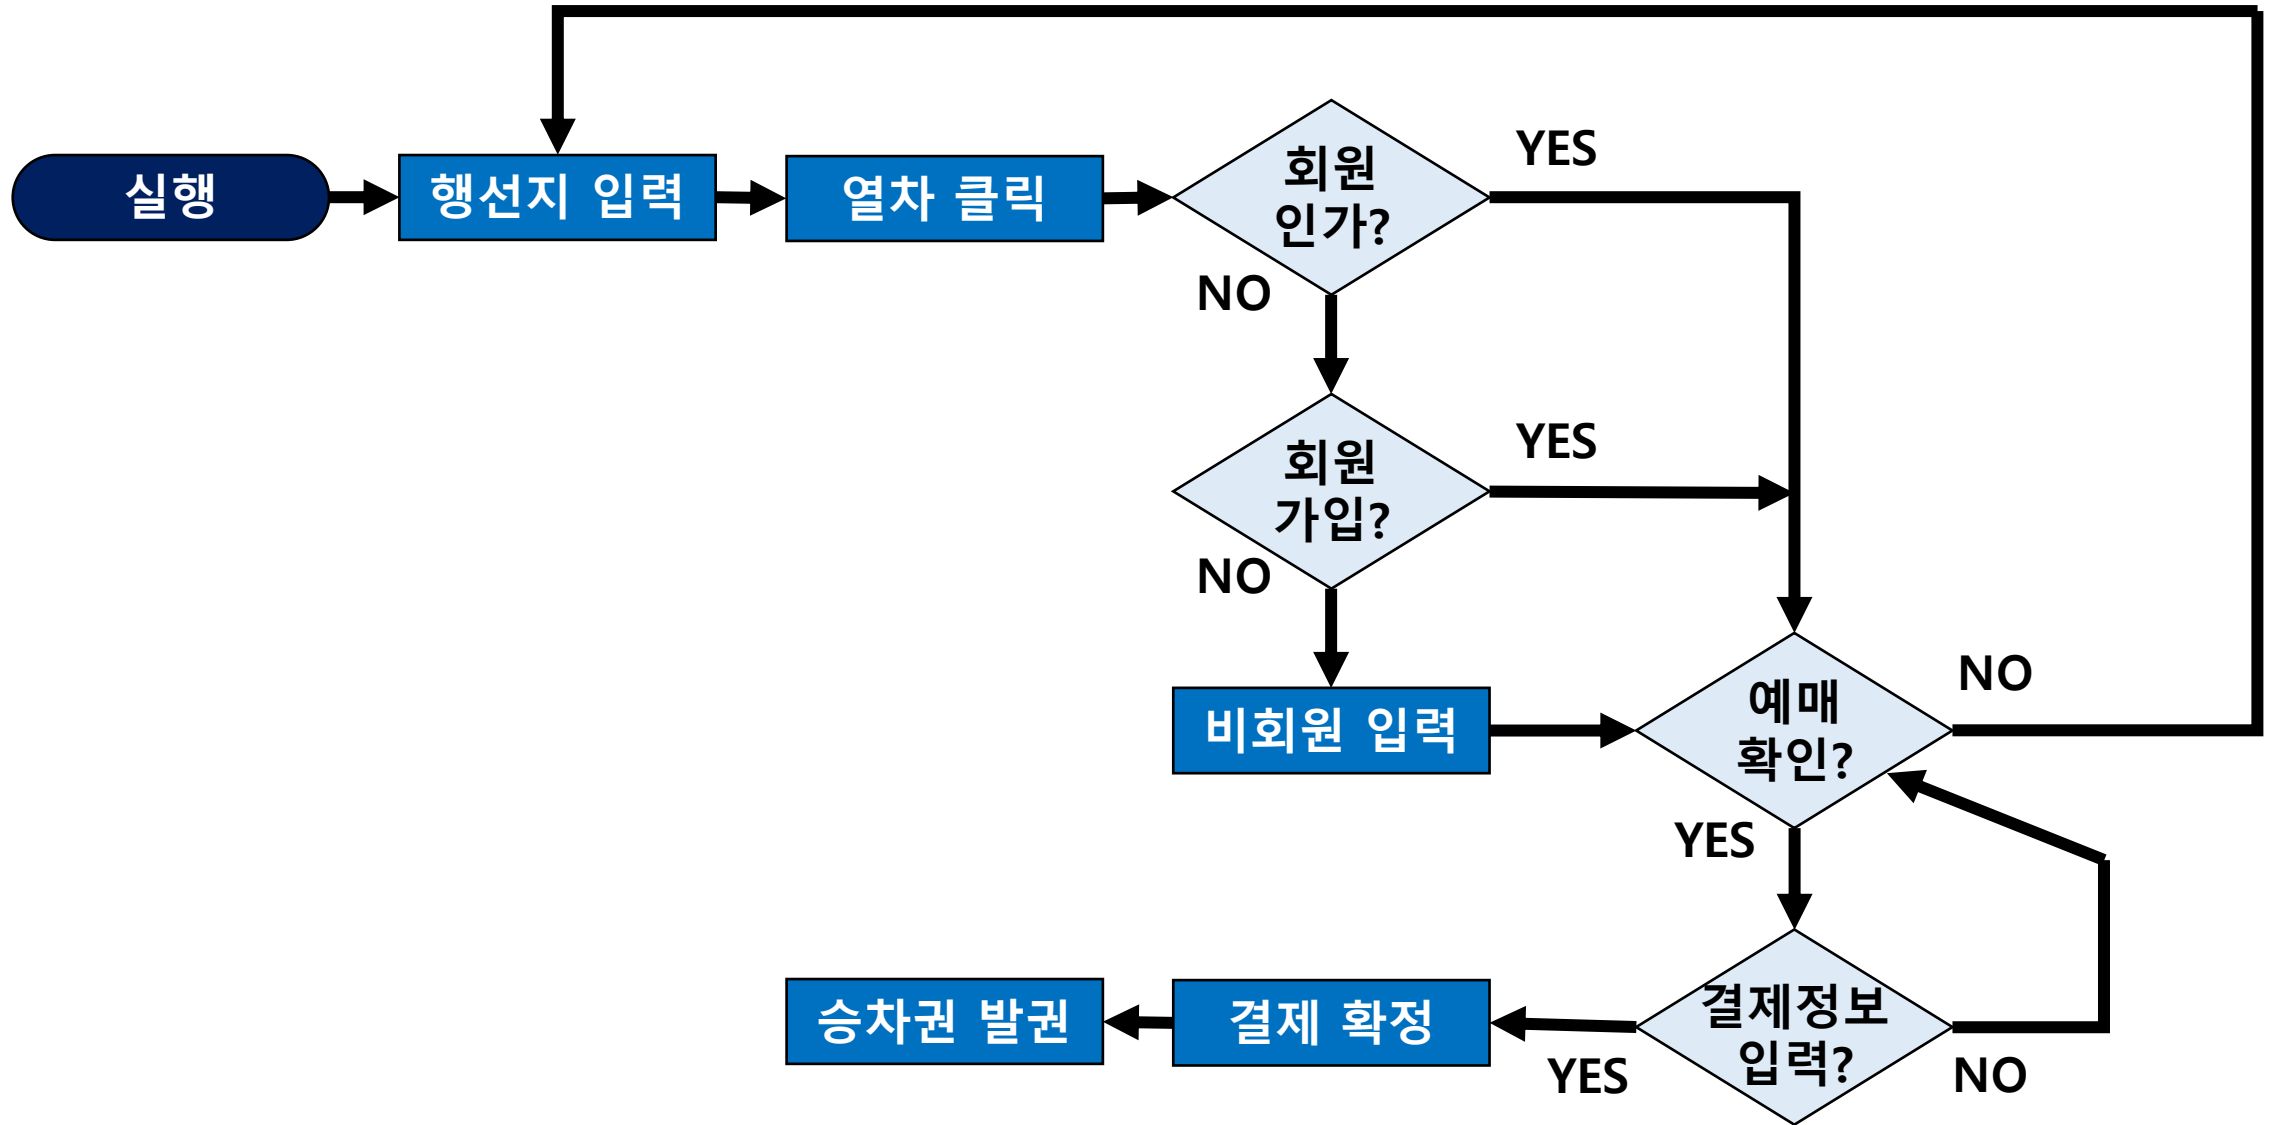 실행
행선지 입력
열차 클릭
회원
인가?
YES
NO
회원
가입?
YES
NO
비회원 입력
예매
확인?
NO
YES
결제정보
입력?
YES
NO
결제 확정
승차권 발권